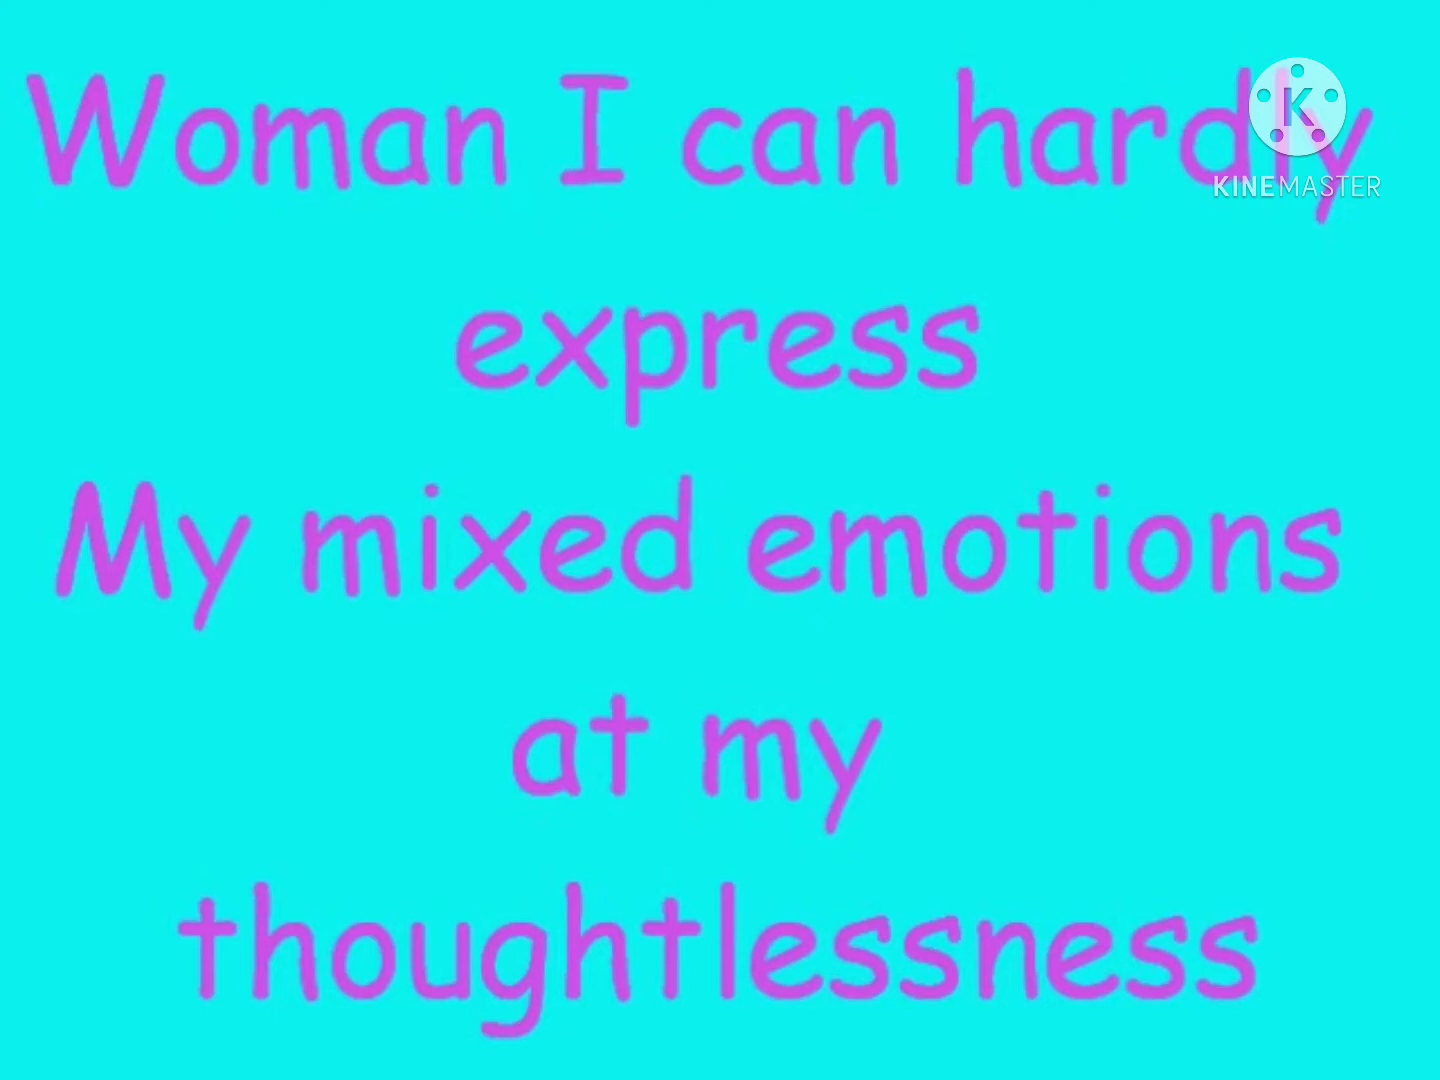 Woman I can hardly
K
KINEMASTER
express
My mixed emotions
at my
thoughtlessness